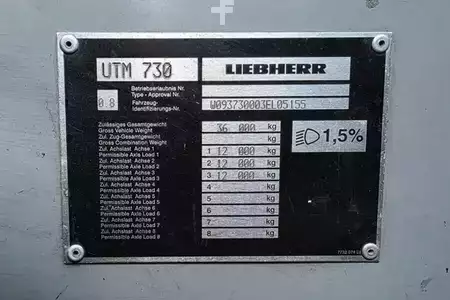 UTM 730
LIEBHERR
Betriebserlaubnis Nr.
Type - Approval Nr.
0.8
Fahrzeug-
Identifizierungs-Nr.
W093730003EL05155
Zulässiges Gesamtgewicht
Gross Vehicle Weight
36 000 kg
Zul. Zug-Gesamtgewicht
Gross Combination Weight
kg
Zul. Achslast Achse 1
Permissible Axle Load 1
1 12 000 kg
Zul. Achslast Achse 2
Permissible Axle Load 2
2 12 000 kg
Zul. Achslast Achse 3
Permissible Axle Load 3
3 12 000 kg
Zul. Achslast Achse 4
Permissible Axle Load 4
4 kg
Zul. Achslast Achse 5
Permissible Axle Load 5
5 kg
Zul. Achslast Achse 6
Permissible Axle Load 6
6 kg
Zul. Achslast Achse 7
Permissible Axle Load 7
7 kg
Zul. Achslast Achse 8
Permissible Axle Load 8
8 kg
1,5%